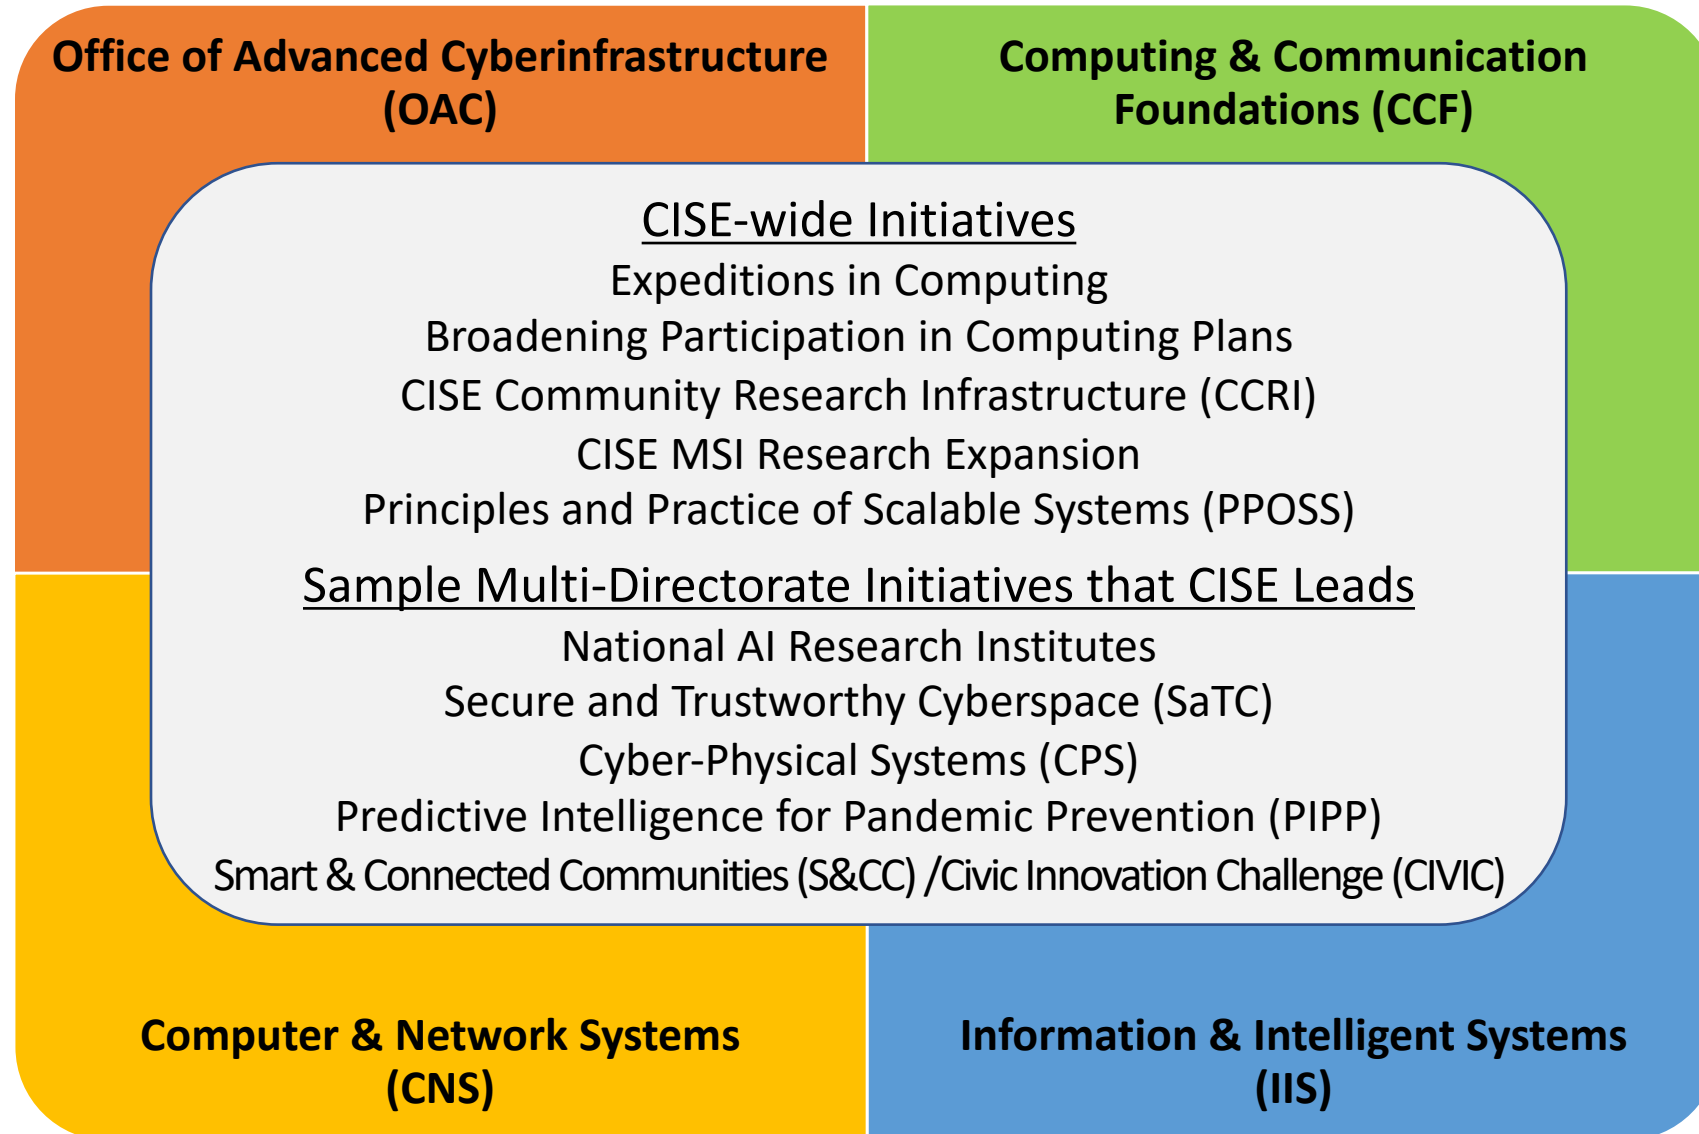 Office of Advanced Cyberinfrastructure
(OAC)
Computing & Communication
Foundations (CCF)
CISE-wide Initiatives
Expeditions in Computing
Broadening Participation in Computing Plans
CISE Community Research Infrastructure (CCRI)
CISE MSI Research Expansion
Principles and Practice of Scalable Systems (PPOSS)
Sample Multi-Directorate Initiatives that CISE Leads
National AI Research Institutes
Secure and Trustworthy Cyberspace (SaTC)
Cyber-Physical Systems (CPS)
Predictive Intelligence for Pandemic Prevention (PIPP)
Smart & Connected Communities (S&CC) /Civic Innovation Challenge (CIVIC)
Computer & Network Systems
(CNS)
Information & Intelligent Systems
(IIS)